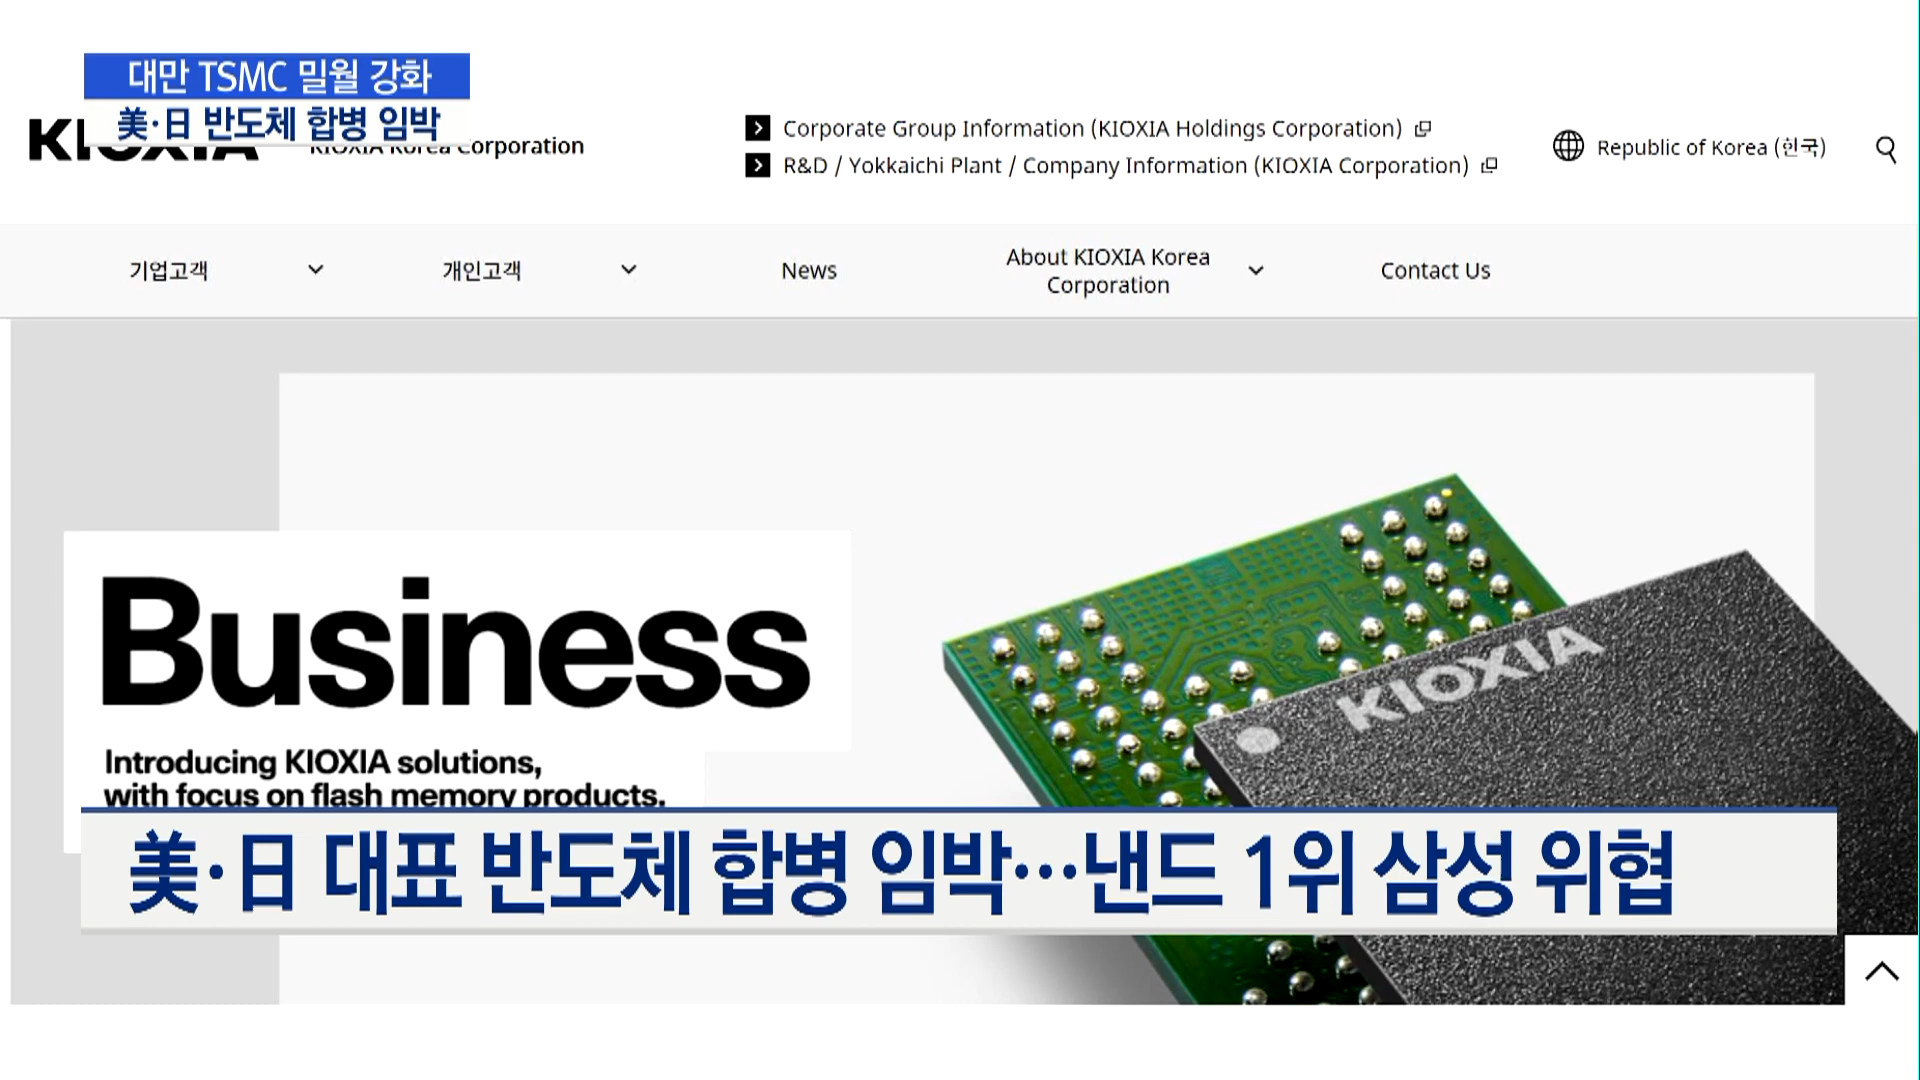 대만 TSMC 밀월 강화
美·日 반도체 합병 임박
KIOXIA
KIOXIA Korea Corporation
Corporate Group Information (KIOXIA Holdings Corporation)
R&D / Yokkaichi Plant / Company Information (KIOXIA Corporation)
Republic of Korea (한국)
기업고객
개인고객
News
About KIOXIA Korea
Corporation
Contact Us
KIOXIA
Business
Introducing KIOXIA solutions,
with focus on flash memory products.
美·日 대표 반도체 합병 임박…낸드 1위 삼성 위협